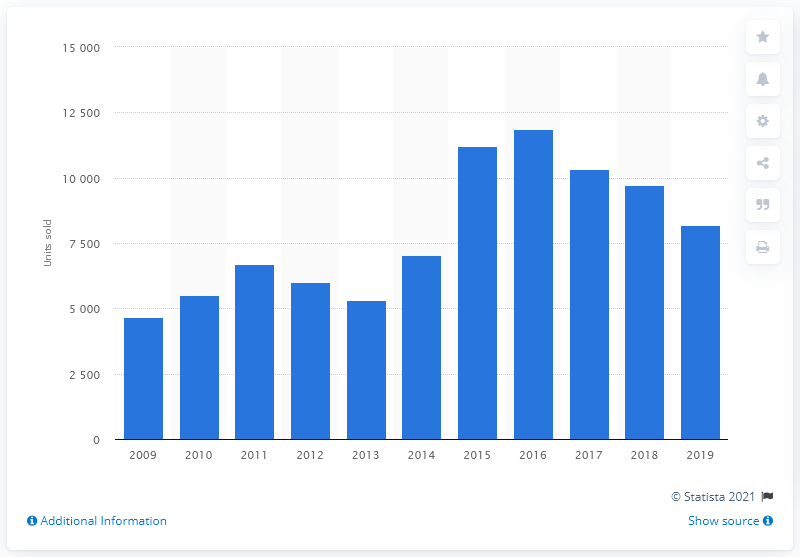 15 000
12 500
10 000
7 500
5 000
2 500
0
Units sold
2009 2010 2011 2012 2013 2014 2015 2016 2017 2018 2019
© Statista 2021
Additional Information
Show source